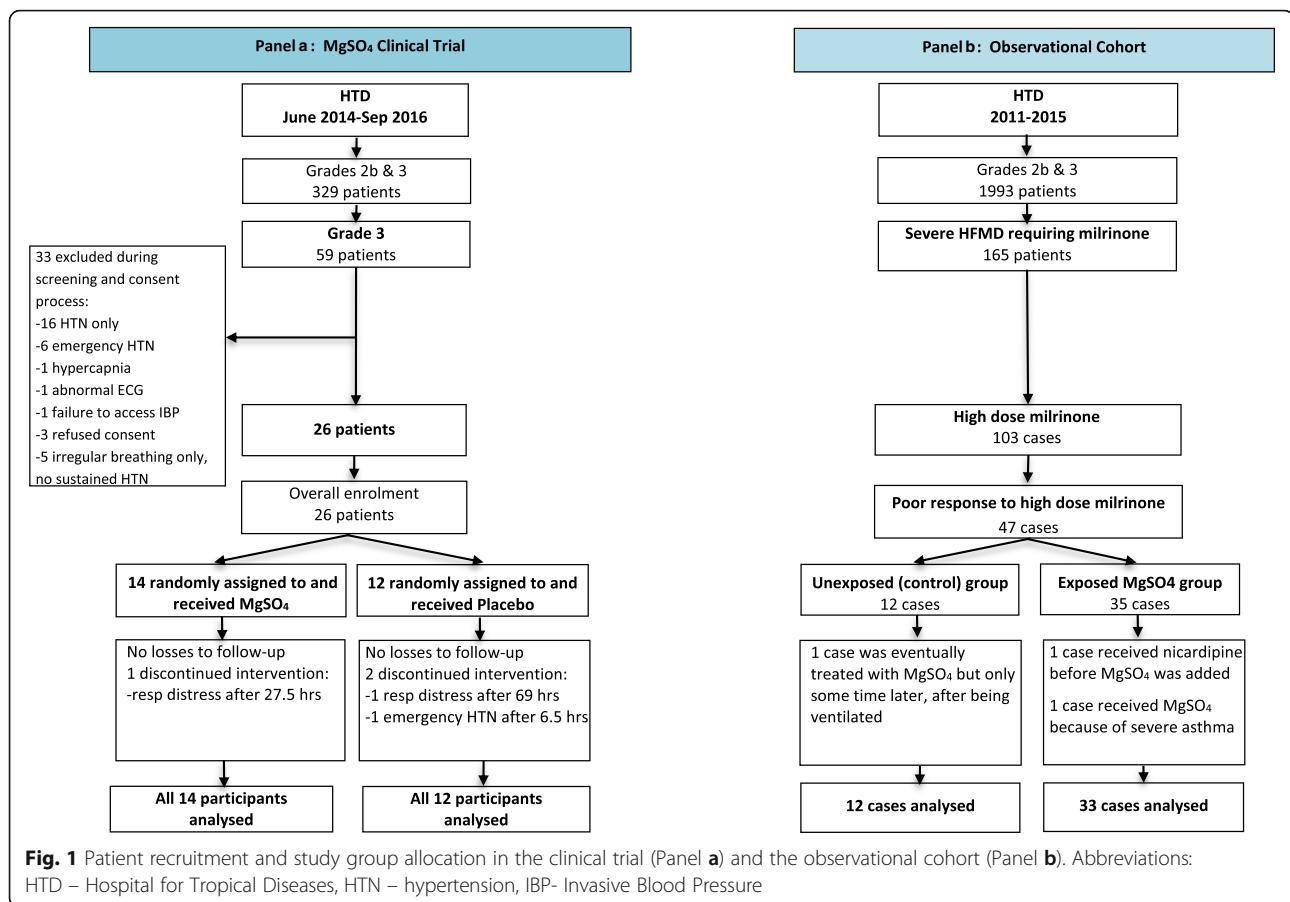 Panel a: MgSO₄ Clinical Trial
HTD
June 2014-Sep 2016
Grades 2b & 3
329 patients
Grade 3
59 patients
33 excluded during
screening and consent
process:
-16 HTN only
-6 emergency HTN
-1 hypercapnia
-1 abnormal ECG
-1 failure to access IBP
-3 refused consent
-5 irregular breathing only,
no sustained HTN
26 patients
Overall enrolment
26 patients
14 randomly assigned to and
received MgSO₄
12 randomly assigned to and
received Placebo
No losses to follow-up
1 discontinued intervention:
-resp distress after 27.5 hrs
No losses to follow-up
2 discontinued intervention:
-1 resp distress after 69 hrs
-1 emergency HTN after 6.5 hrs
All 14 participants
analysed
All 12 participants
analysed
Panel b: Observational Cohort
HTD
2011-2015
Grades 2b & 3
1993 patients
Severe HFMD requiring milrinone
165 patients
High dose milrinone
103 cases
Poor response to high dose milrinone
47 cases
Unexposed (control) group
12 cases
Exposed MgSO4 group
35 cases
1 case was eventually
treated with MgSO₄ but only
some time later, after being
ventilated
1 case received nicardipine
before MgSO₄ was added
1 case received MgSO₄
because of severe asthma
12 cases analysed
33 cases analysed
Fig. 1 Patient recruitment and study group allocation in the clinical trial (Panel a) and the observational cohort (Panel b). Abbreviations:
HTD – Hospital for Tropical Diseases, HTN – hypertension, IBP- Invasive Blood Pressure